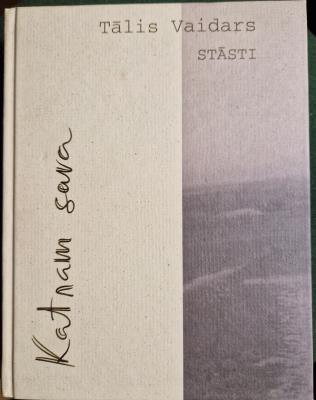 Tālis Vaidars
STĀSTI
Katram sava